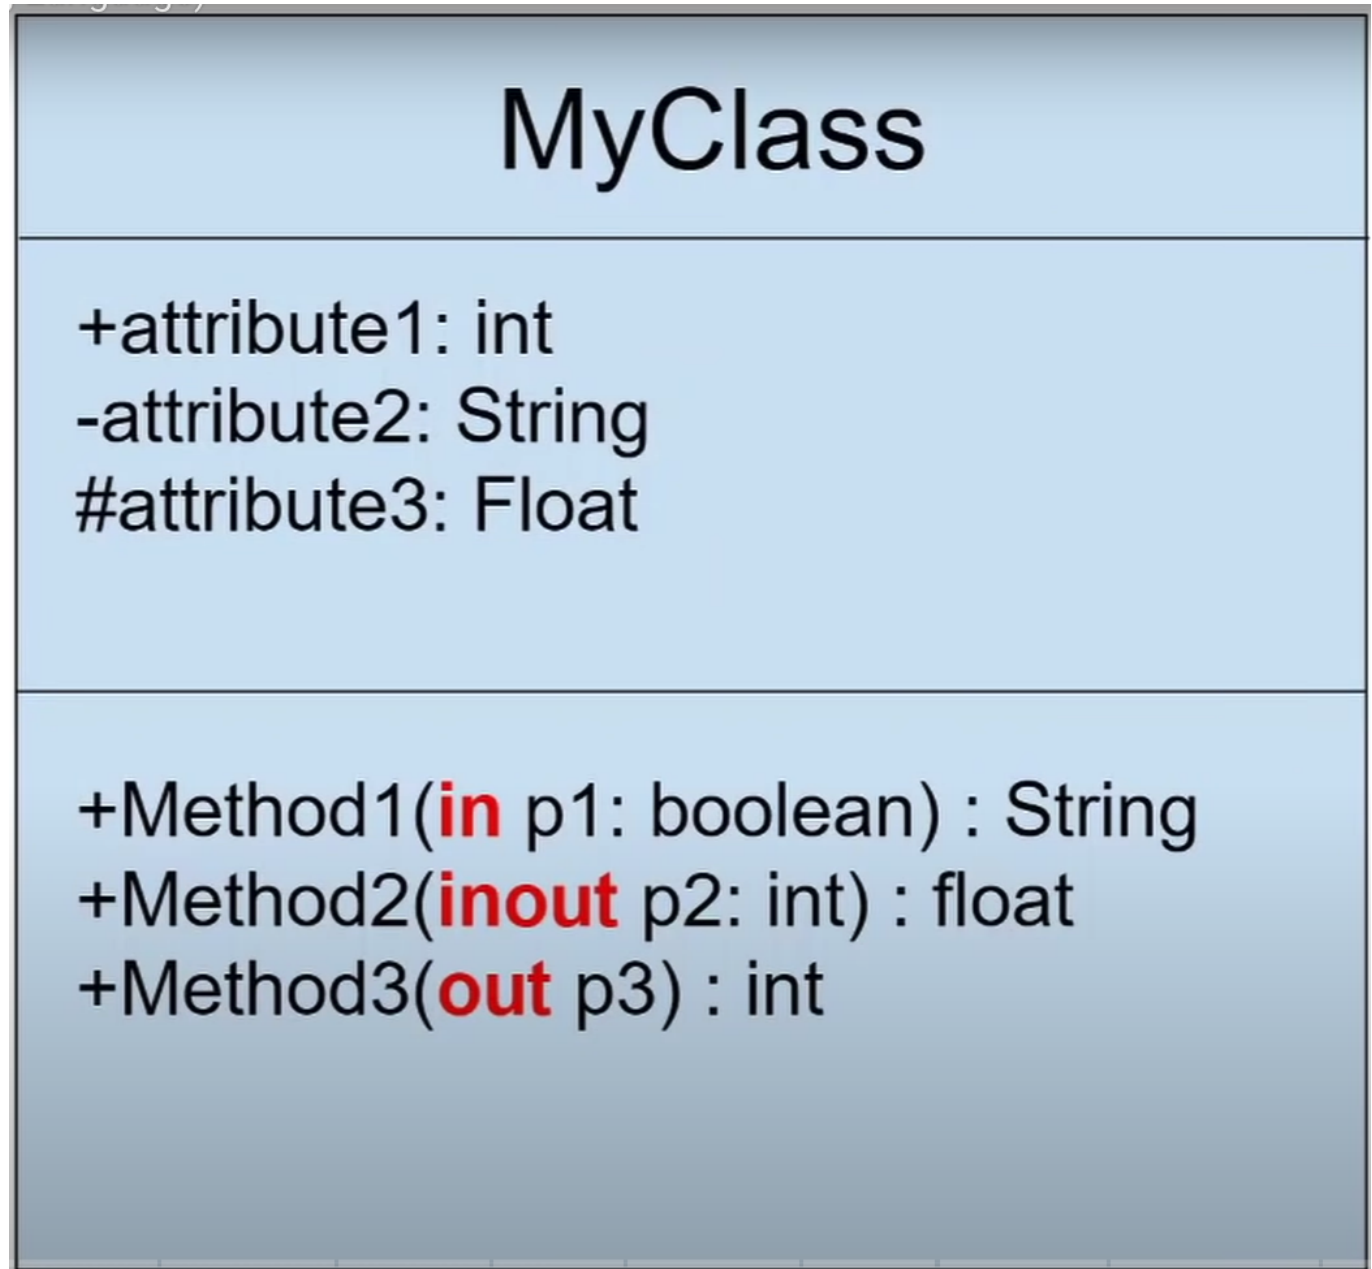 MyClass
+attribute1: int
-attribute2: String
#attribute3: Float
+Method1(in p1: boolean) : String
+Method2(inout p2: int) : float
+Method3(out p3) : int